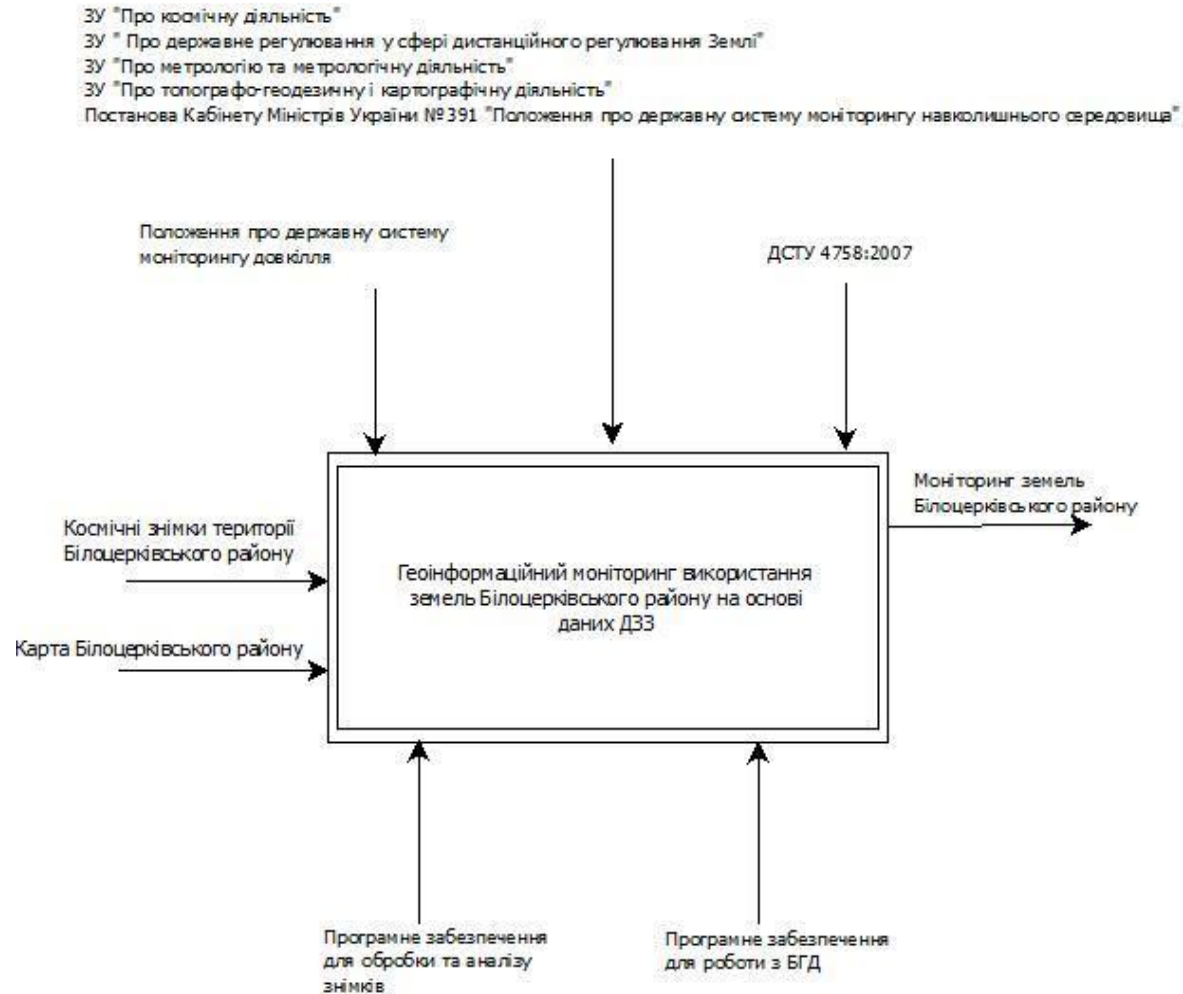 ЗУ "Про космічну діяльність"
ЗУ " Про державне регулювання у сфері дистанційного регулювання Землі"
ЗУ "Про метрологію та метрологічну діяльність"
ЗУ "Про топографо-геодезичну і картографічну діяльність"
Постанова Кабінету Міністрів України №391 "Положення про державну систему моніторингу навколишнього середовища"
Положення про державну систему
моніторингу довкілля
ДСТУ 4758:2007
Космічні знімки території
Білоцерківського району
Карта Білоцерківського району
Геоінформаційний моніторинг використання
земель Білоцерківського району на основі
даних ДЗЗ
Моніторинг земель
Білоцерківського району
Програмне забезпечення
для обробки та аналізу
знімків
Програмне забезпечення
для роботи з БГД